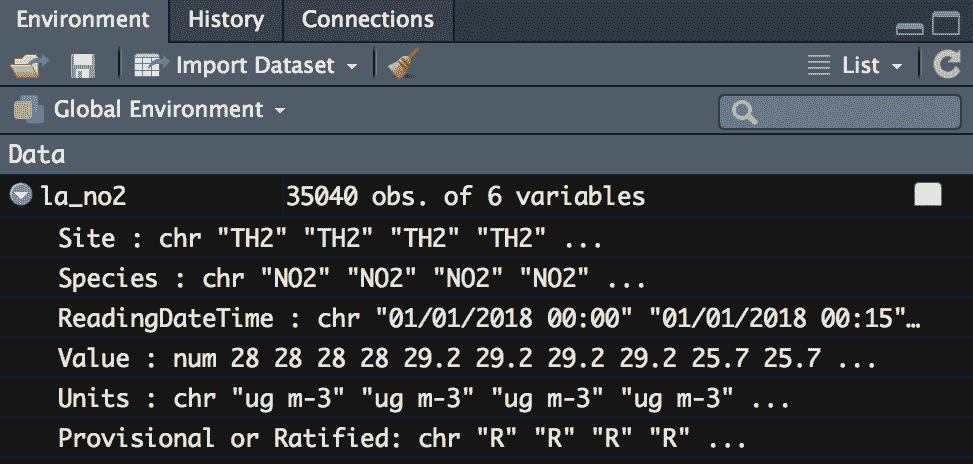 Environment History Connections
Import Dataset List
Global Environment
Data
la_no2 35040 obs. of 6 variables
Site : chr "TH2" "TH2" "TH2" "TH2" ...
Species : chr "NO2" "NO2" "NO2" "NO2" ...
ReadingDateTime : chr "01/01/2018 00:00" "01/01/2018 00:15"…
Value : num 28 28 28 28 29.2 29.2 29.2 29.2 25.7 25.7 ...
Units : chr "ug m-3" "ug m-3" "ug m-3" "ug m-3" ...
Provisional or Ratified: chr "R" "R" "R" "R" ...